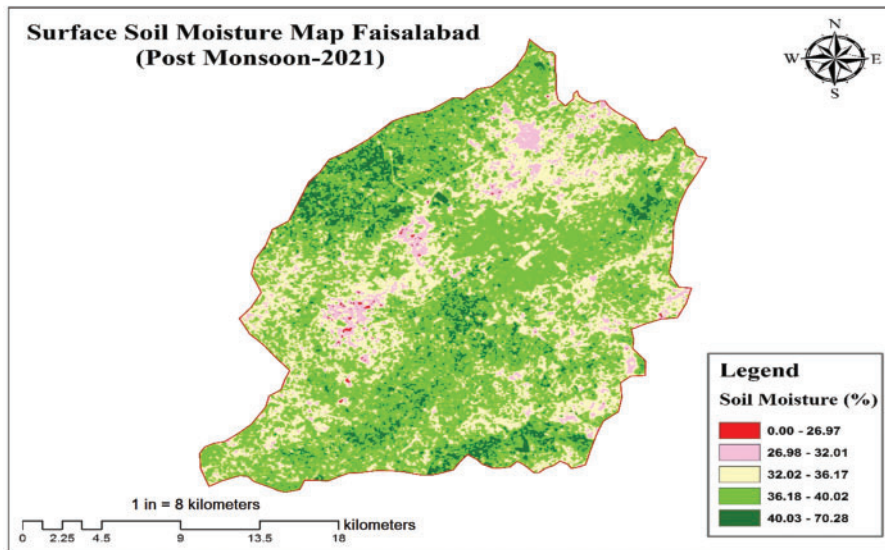 Surface Soil Moisture Map Faisalabad
(Post Monsoon-2021)
N
W E
S
Legend
Soil Moisture (%)
0.00 - 26.97
26.98 - 32.01
32.02 - 36.17
36.18 - 40.02
40.03 - 70.28
1 in = 8 kilometers
kilometers
0 2.25 4.5 9 13.5 18